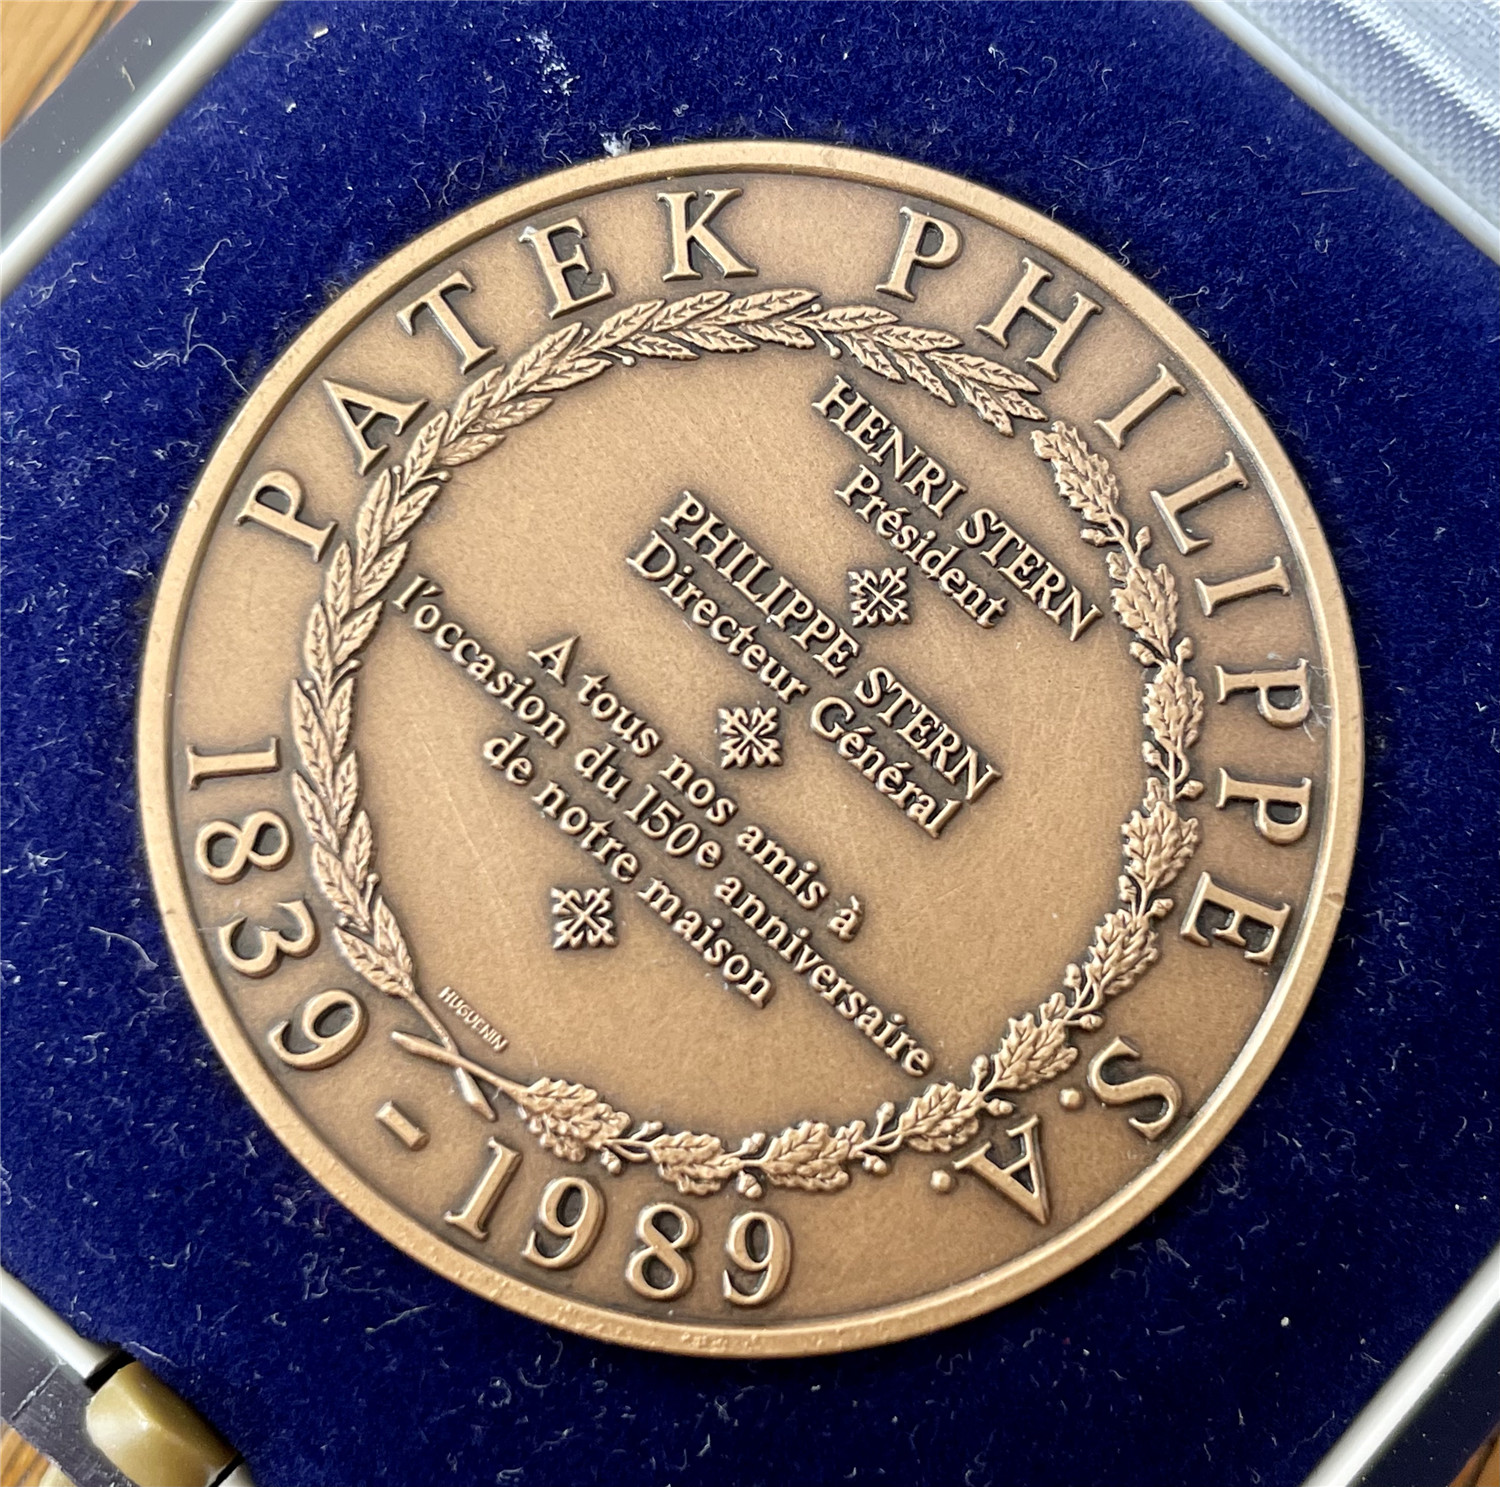 PATEK PHILIPPE S.A.
HENRI STERN
Président
PHILIPPE STERN
Directeur Général
A tous nos amis à
l'occasion du 150e anniversaire
de notre maison
HUGUENIN
1839-1989